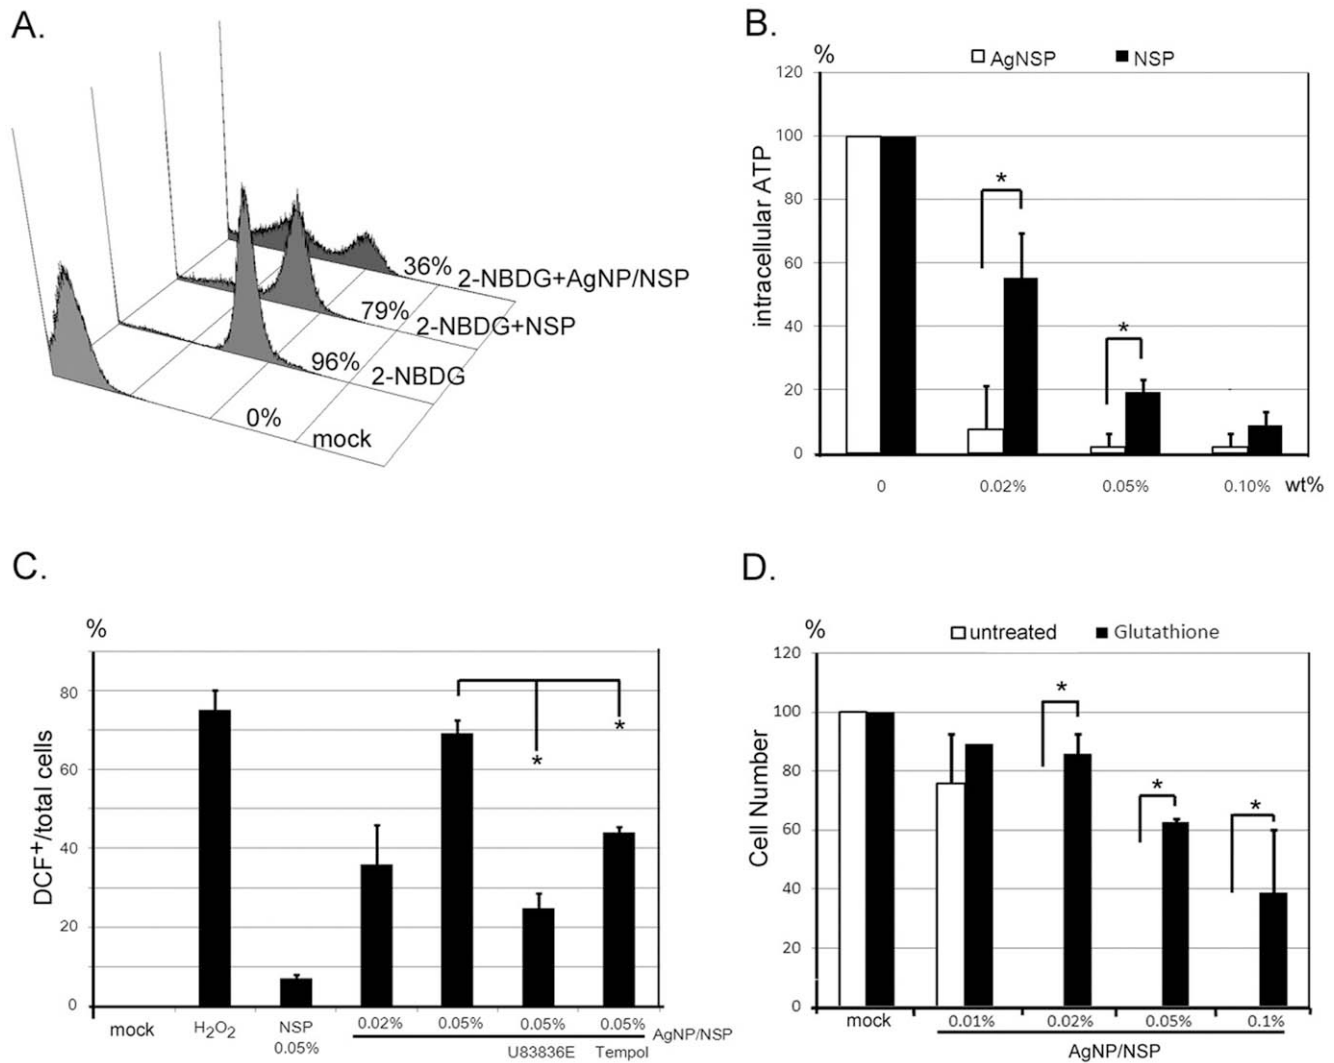 A.
36% 2-NBDG+AgNP/NSP
79% 2-NBDG+NSP
96% 2-NBDG
0% mock
B.
%
AgNSP NSP
intracellular ATP
120
100
80
60
40
20
0
* *
0 0.02% 0.05% 0.10% wt%
C.
%
DCF+/total cells
80
60
40
20
0
* *
mock H2O2 NSP 0.02% 0.05% 0.05% 0.05% AgNP/NSP
0.05% U83836E Tempol
D.
%
untreated Glutathione
Cell Number
120
100
80
60
40
20
0
* * *
mock 0.01% 0.02% 0.05% 0.1%
AgNP/NSP